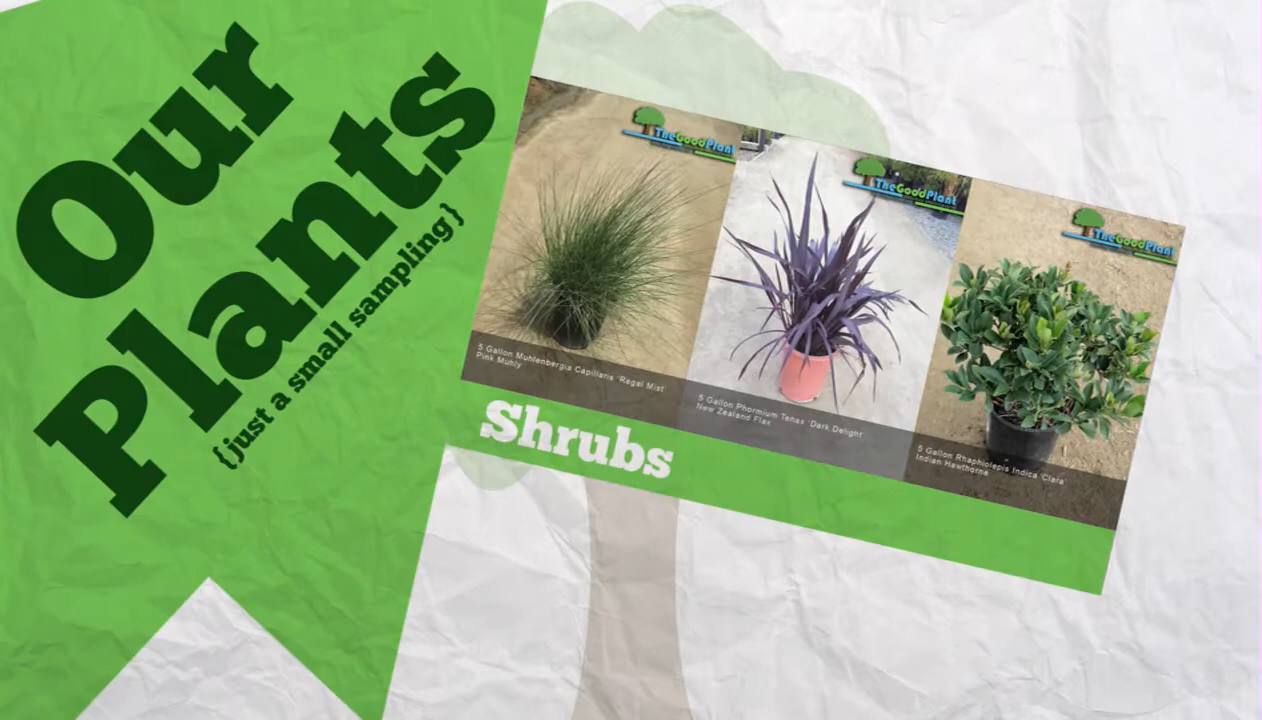 Our
Plants
{just a small sampling}
TheGoodPlant
TheGoodPlant
TheGoodPlant
5 Gallon Muhlenbergia Capillaris 'Regal Mist'
Pink Muhly
5 Gallon Phormium Tenax 'Dark Delight'
New Zealand Flax
5 Gallon Rhaphiolepis Indica 'Clara'
Indian Hawthorne
Shrubs